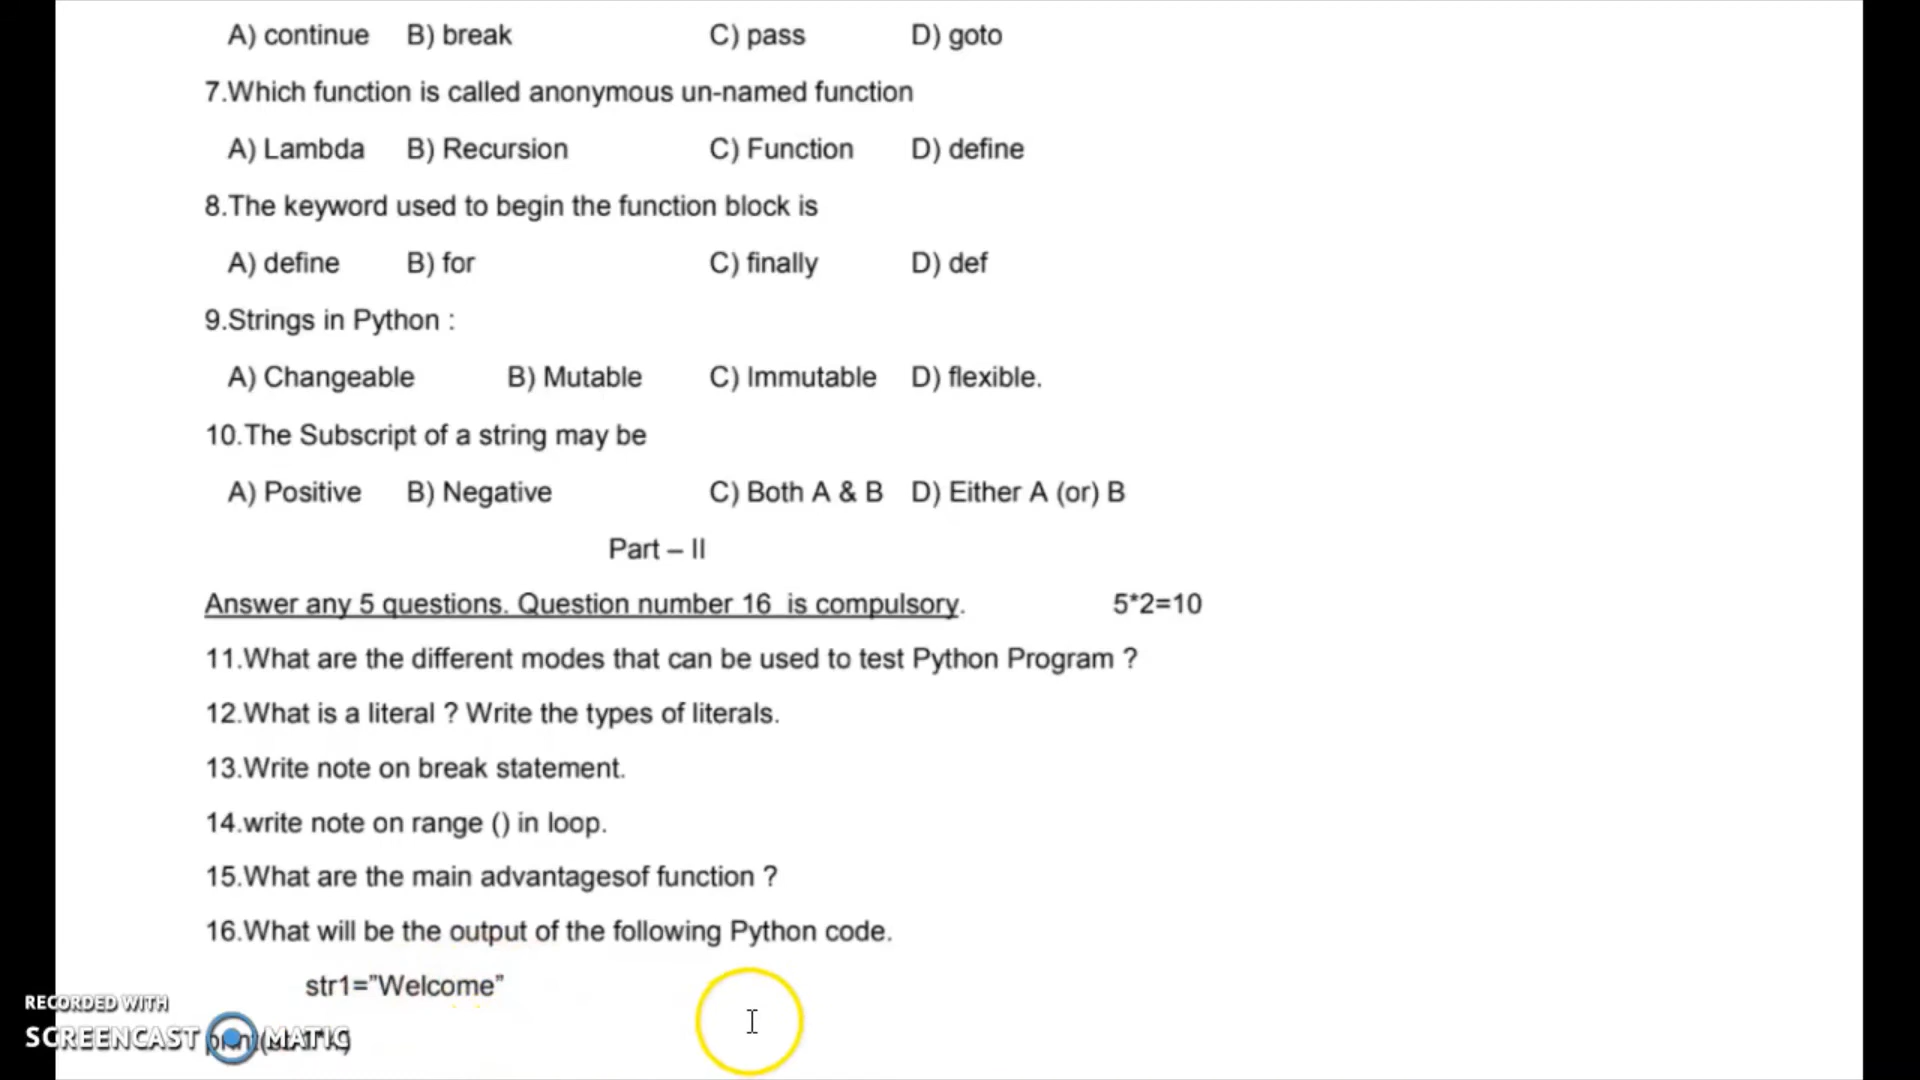 A) continue B) break C) pass D) goto
7.Which function is called anonymous un-named function
A) Lambda B) Recursion C) Function D) define
8.The keyword used to begin the function block is
A) define B) for C) finally D) def
9.Strings in Python :
A) Changeable B) Mutable C) Immutable D) flexible.
10.The Subscript of a string may be
A) Positive B) Negative C) Both A & B D) Either A (or) B
Part – II
Answer any 5 questions. Question number 16 is compulsory. 5*2=10
11.What are the different modes that can be used to test Python Program ?
12.What is a literal ? Write the types of literals.
13.Write note on break statement.
14.write note on range () in loop.
15.What are the main advantagesof function ?
16.What will be the output of the following Python code.
str1=”Welcome”
RECORDED WITH
SCREENCAST MATIC